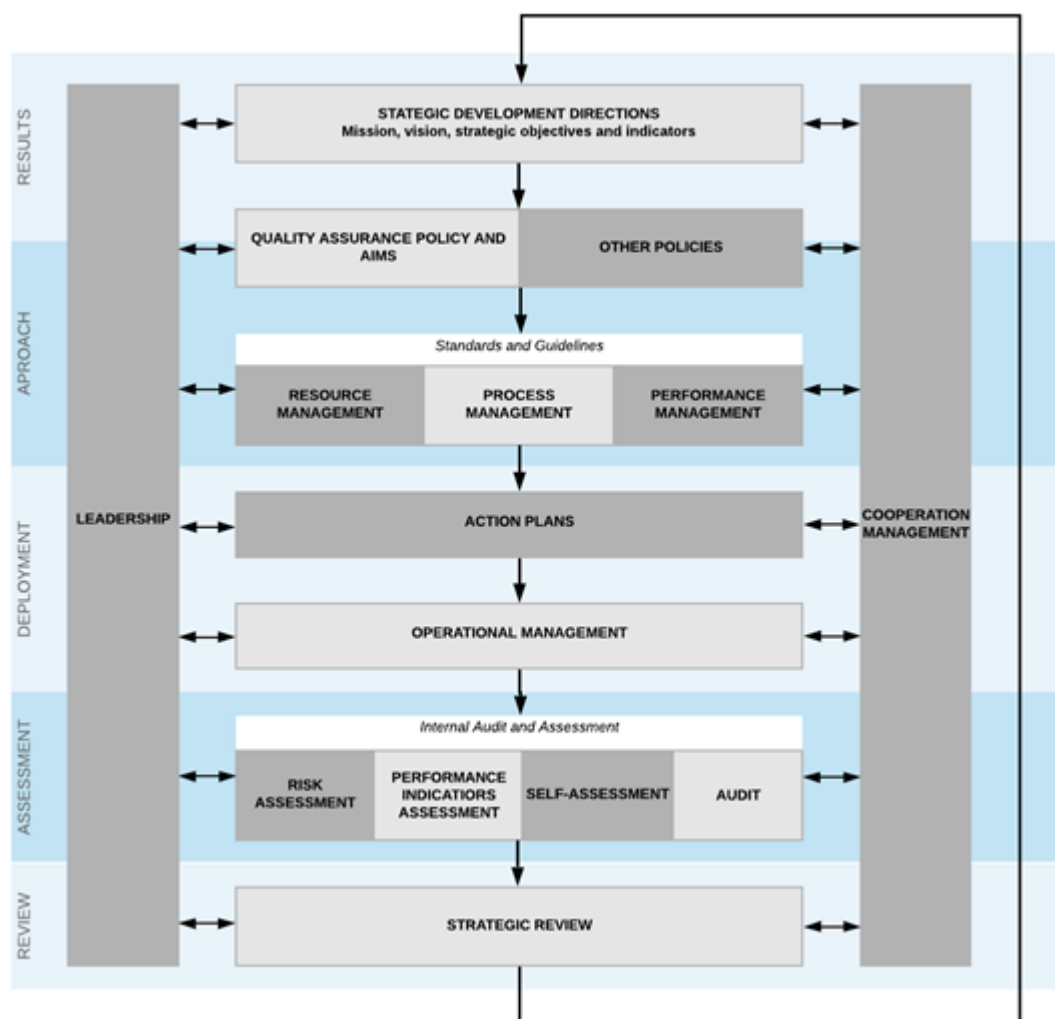 RESULTS
STATEGIC DEVELOPMENT DIRECTIONS
Mission, vision, strategic objectives and indicators
QUALITY ASSURANCE POLICY AND
AIMS
OTHER POLICIES
APROACH
Standards and Guidelines
RESOURCE
MANAGEMENT
PROCESS
MANAGEMENT
PERFORMANCE
MANAGEMENT
LEADERSHIP
ACTION PLANS
COOPERATION
MANAGEMENT
DEPLOYMENT
OPERATIONAL MANAGEMENT
ASSESSMENT
Internal Audit and Assessment
RISK
ASSESSMENT
PERFORMANCE
INDICATIORS
ASSESSMENT
SELF-ASSESSMENT
AUDIT
REVIEW
STRATEGIC REVIEW